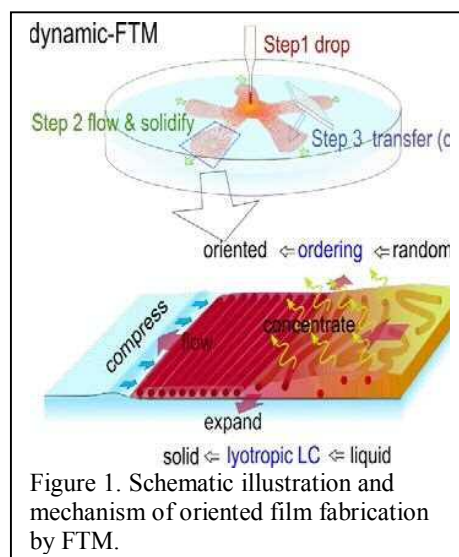 dynamic-FTM
Step1 drop
Step 2 flow & solidify
Step 3 transfer (c
oriented ⇦ ordering ⇦ random
compress
flow
concentrate
expand
solid ⇦ lyotropic LC ⇦ liquid
Figure 1. Schematic illustration and
mechanism of oriented film fabrication
by FTM.